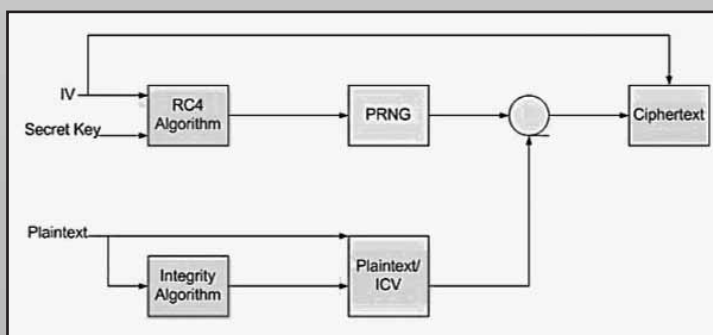 IV
Secret Key
RC4
Algorithm
PRNG
Ciphertext
Plaintext
Integrity
Algorithm
Plaintext/
ICV